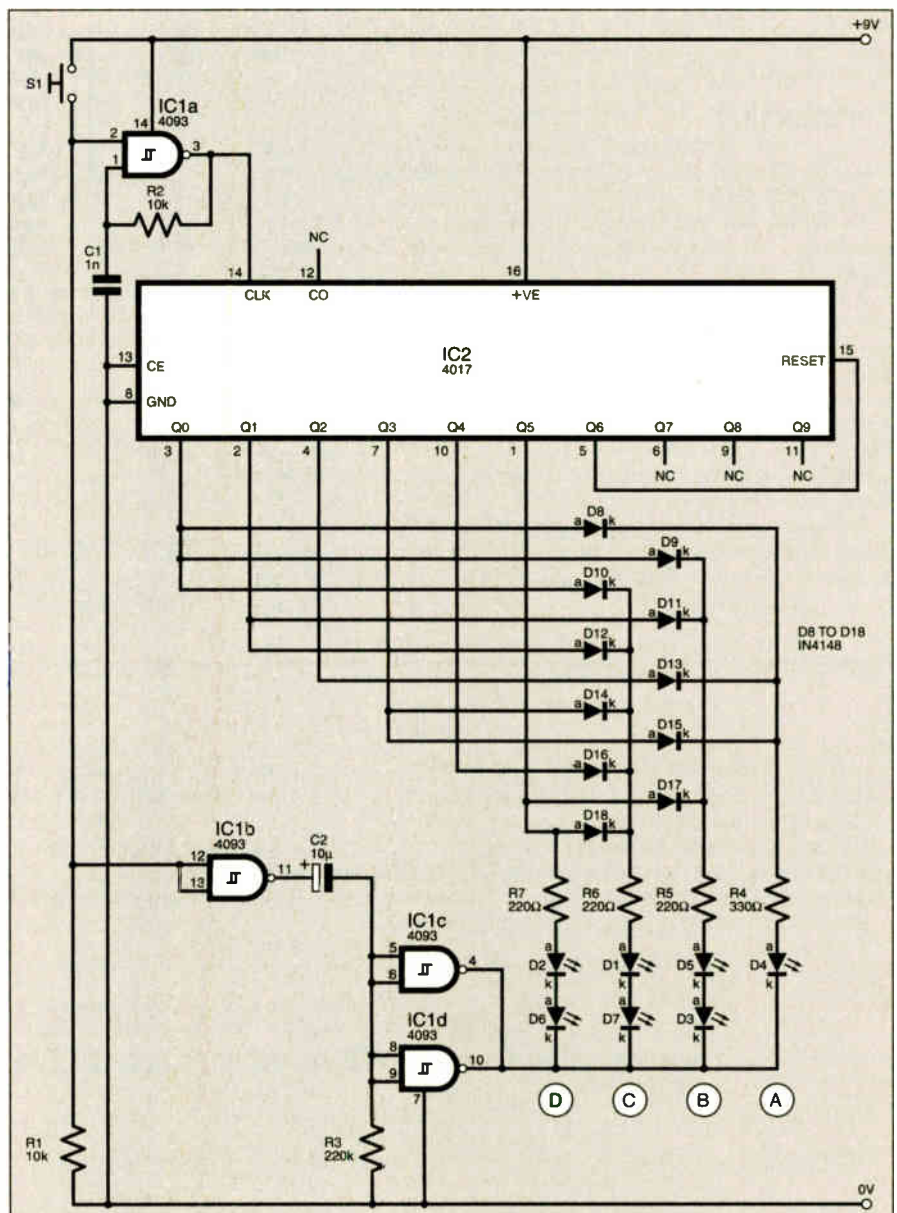 +9V
S1
IC1a
4093
14
2
1
3
R2
10k
C1
1n
NC
14
12
16
CLK
CO
+VE
13
CE
8
GND
IC2
4017
RESET
15
Q0
Q1
Q2
Q3
Q4
Q5
Q6
Q7
Q8
Q9
3
2
4
7
10
1
5
6
9
11
NC
NC
NC
a D8 k
a D9 k
a D10 k
a D11 k
a D12 k
a D13 k
a D14 k
a D15 k
a D16 k
a D17 k
a D18 k
D8 TO D18
IN4148
IC1b
4093
12
13
11
C2
10µ
+
IC1c
4093
5
6
4
IC1d
4093
8
9
10
7
R7
220Ω
R6
220Ω
R5
220Ω
R4
330Ω
a
D2
k
a
D1
k
a
D5
k
a
D4
k
a
D6
k
a
D7
k
a
D3
k
D
C
B
A
R1
10k
R3
220k
0V